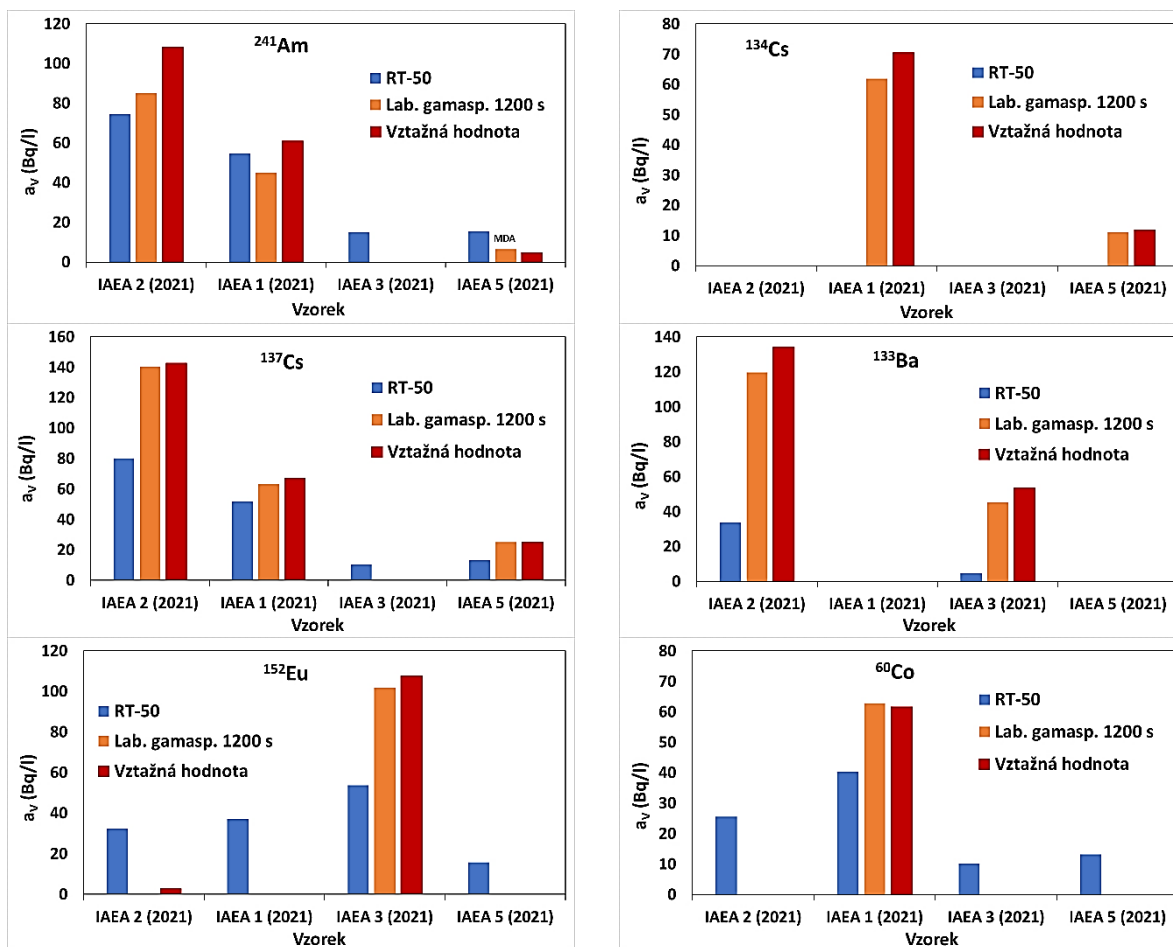 ²⁴¹Am
RT-50
Lab. gamasp. 1200 s
Vztažná hodnota
aᵥ (Bq/l)
120
100
80
60
40
20
0
MDA
IAEA 2 (2021) IAEA 1 (2021) IAEA 3 (2021) IAEA 5 (2021)
Vzorek
¹³⁴Cs
RT-50
Lab. gamasp. 1200 s
Vztažná hodnota
aᵥ (Bq/l)
80
70
60
50
40
30
20
10
0
IAEA 2 (2021) IAEA 1 (2021) IAEA 3 (2021) IAEA 5 (2021)
Vzorek
¹³⁷Cs
RT-50
Lab. gamasp. 1200 s
Vztažná hodnota
aᵥ (Bq/l)
160
140
120
100
80
60
40
20
0
IAEA 2 (2021) IAEA 1 (2021) IAEA 3 (2021) IAEA 5 (2021)
Vzorek
¹³³Ba
RT-50
Lab. gamasp. 1200 s
Vztažná hodnota
aᵥ (Bq/l)
140
120
100
80
60
40
20
0
IAEA 2 (2021) IAEA 1 (2021) IAEA 3 (2021) IAEA 5 (2021)
Vzorek
¹⁵²Eu
RT-50
Lab. gamasp. 1200 s
Vztažná hodnota
aᵥ (Bq/l)
120
100
80
60
40
20
0
IAEA 2 (2021) IAEA 1 (2021) IAEA 3 (2021) IAEA 5 (2021)
Vzorek
⁶⁰Co
RT-50
Lab. gamasp. 1200 s
Vztažná hodnota
aᵥ (Bq/l)
80
70
60
50
40
30
20
10
0
IAEA 2 (2021) IAEA 1 (2021) IAEA 3 (2021) IAEA 5 (2021)
Vzorek